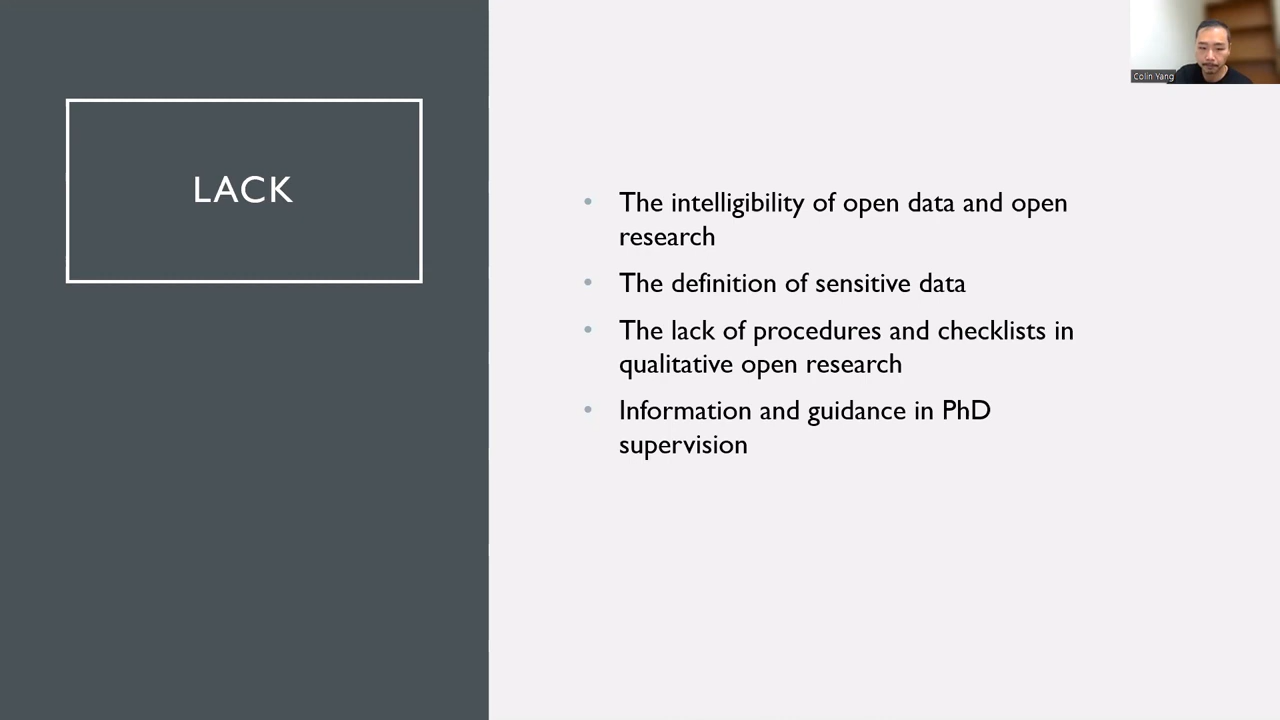 Colin Yang
LACK
The intelligibility of open data and open
research
The definition of sensitive data
The lack of procedures and checklists in
qualitative open research
Information and guidance in PhD
supervision